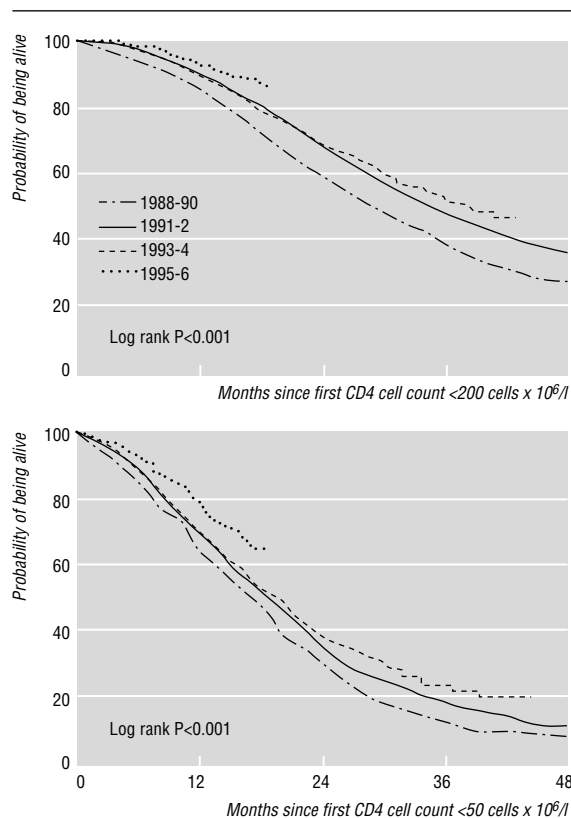 Probability of being alive
100
80
60
40
20
0
1988-90
1991-2
1993-4
1995-6
Log rank P<0.001
Months since first CD4 cell count <200 cells x 10⁶/l
Probability of being alive
100
80
60
40
20
0
Log rank P<0.001
0 12 24 36 48
Months since first CD4 cell count <50 cells x 10⁶/l